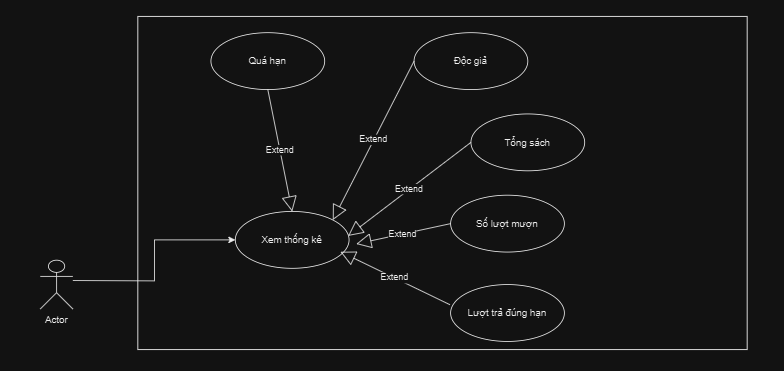 Quá hạn
Độc giả
Extend
Extend
Tổng sách
Extend
Số lượt mượn
Extend
Xem thống kê
Extend
Lượt trả đúng hạn
Actor